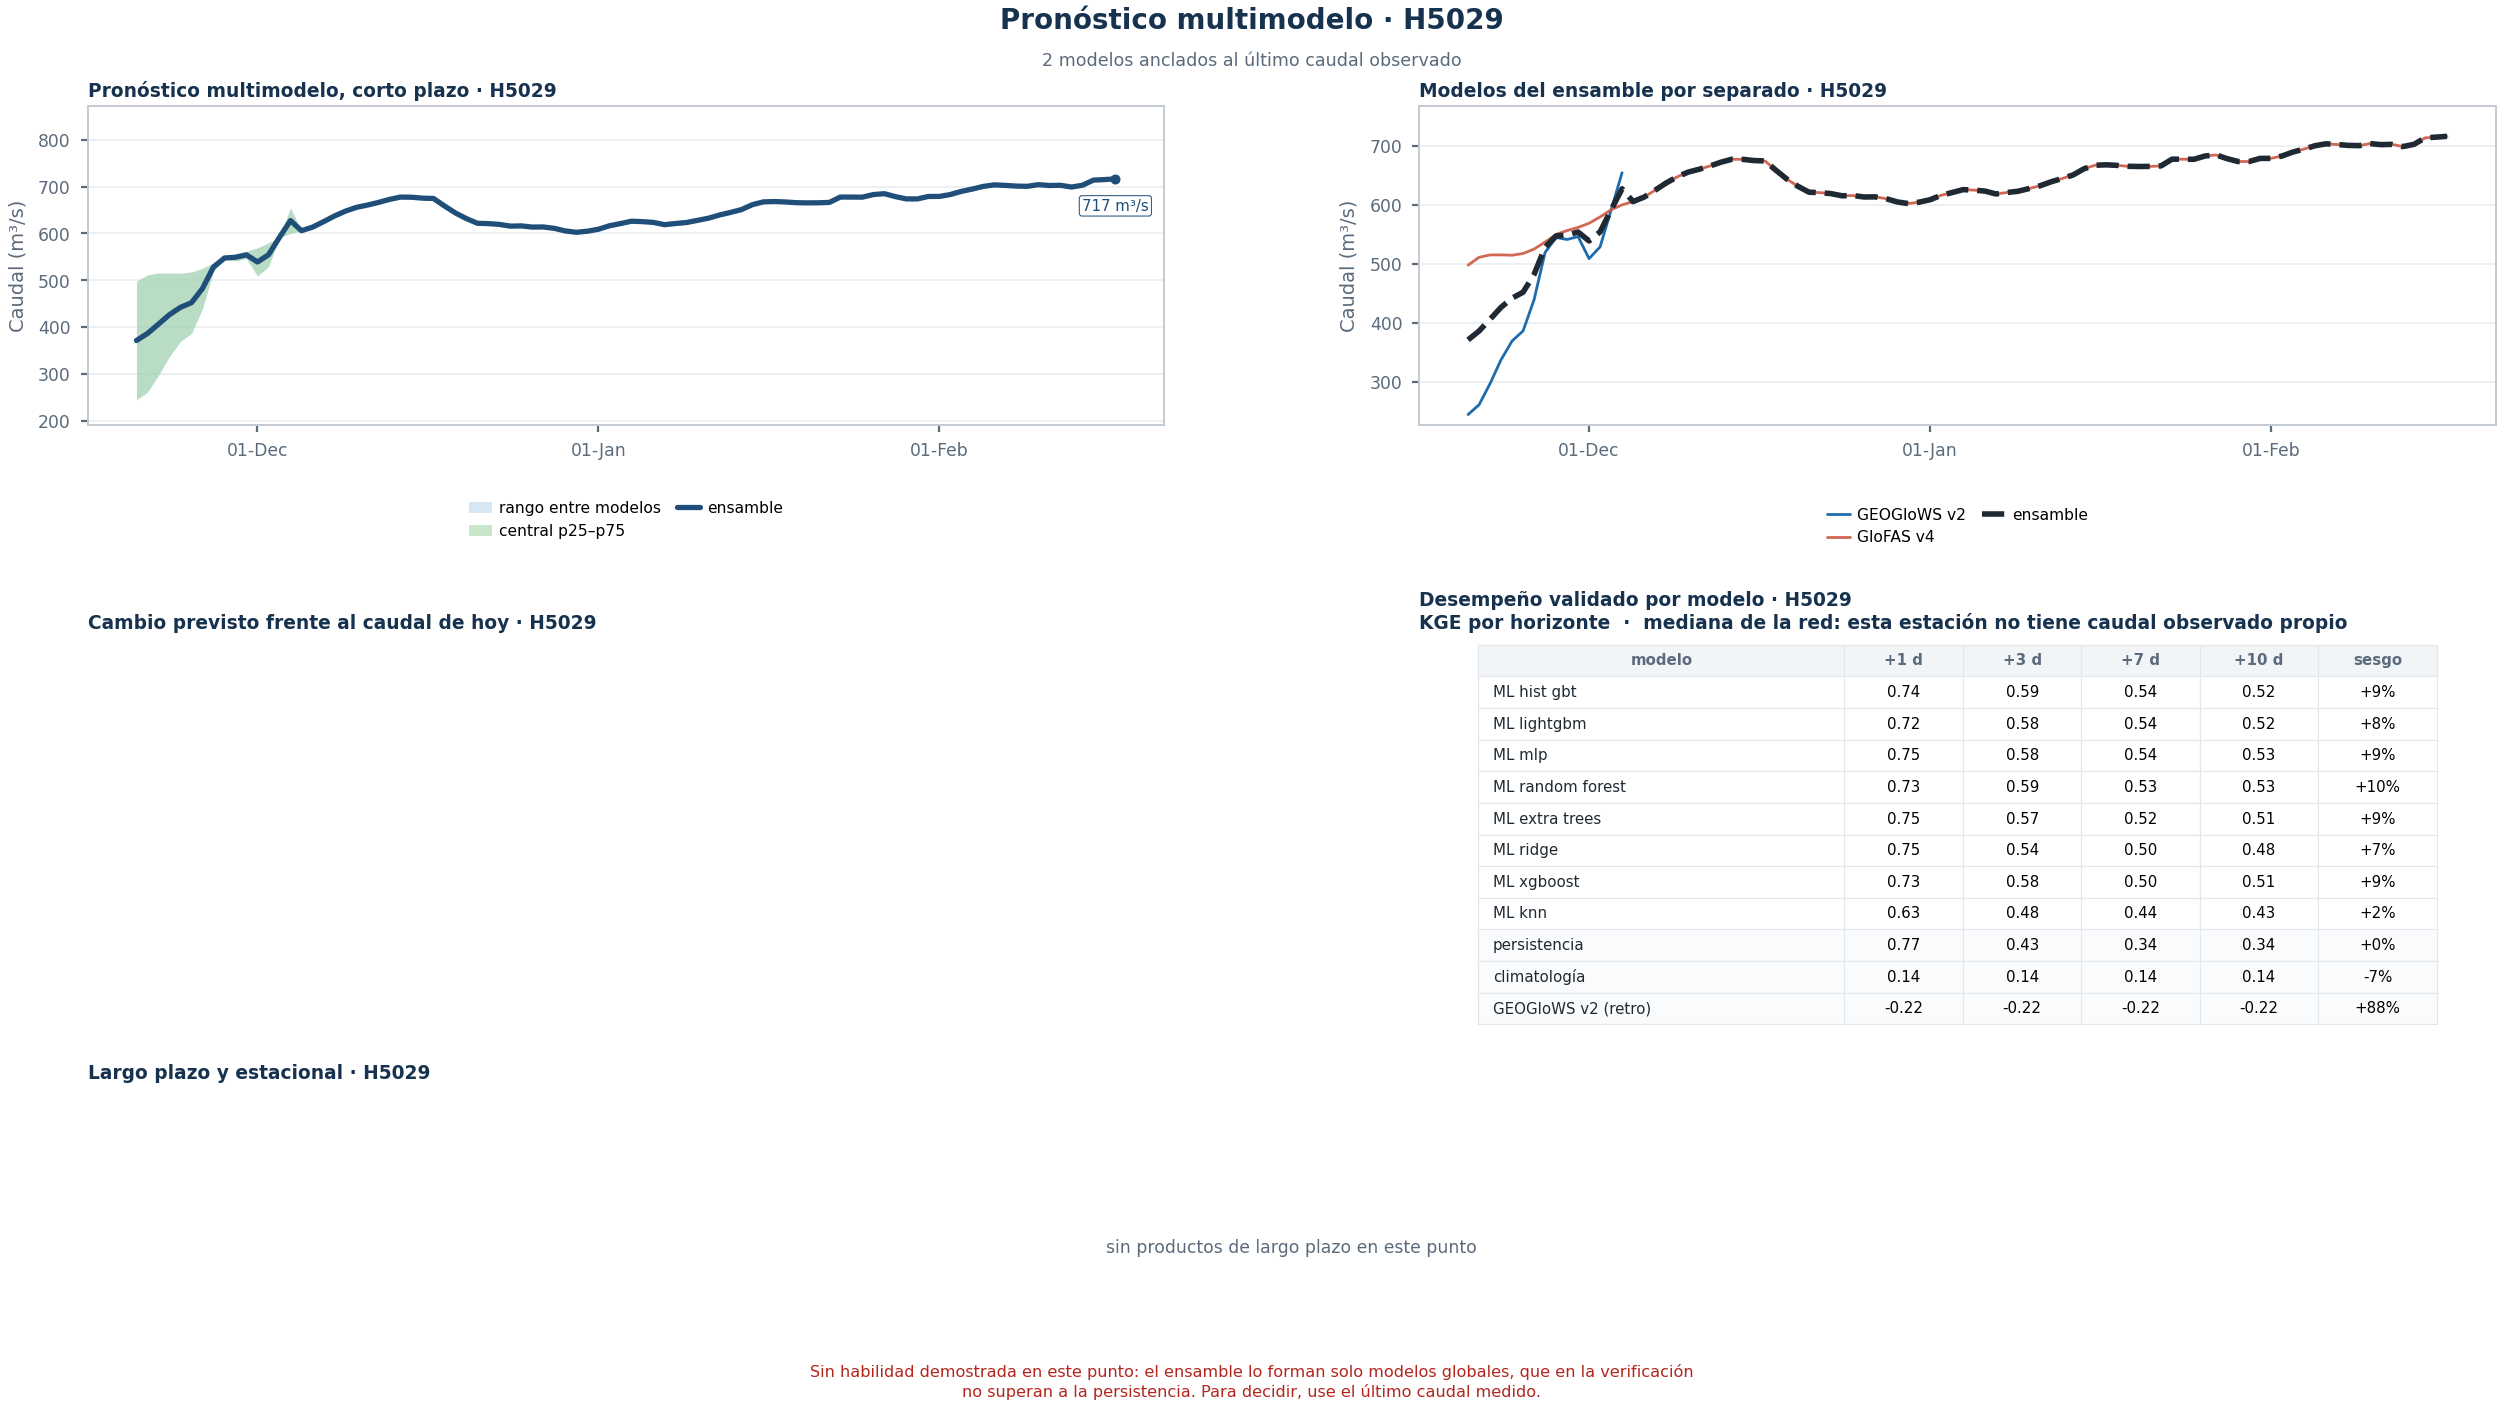 Pronóstico multimodelo · H5029
2 modelos anclados al último caudal observado
Pronóstico multimodelo, corto plazo · H5029
Caudal (m³/s)
800
700
600
500
400
300
200
717 m³/s
01-Dec 01-Jan 01-Feb
rango entre modelos ensamble
central p25–p75
Modelos del ensamble por separado · H5029
Caudal (m³/s)
700
600
500
400
300
01-Dec 01-Jan 01-Feb
GEOGloWS v2 ensamble
GloFAS v4
Cambio previsto frente al caudal de hoy · H5029
Desempeño validado por modelo · H5029
KGE por horizonte · mediana de la red: esta estación no tiene caudal observado propio
modelo +1 d +3 d +7 d +10 d sesgo
ML hist gbt 0.74 0.59 0.54 0.52 +9%
ML lightgbm 0.72 0.58 0.54 0.52 +8%
ML mlp 0.75 0.58 0.54 0.53 +9%
ML random forest 0.73 0.59 0.53 0.53 +10%
ML extra trees 0.75 0.57 0.52 0.51 +9%
ML ridge 0.75 0.54 0.50 0.48 +7%
ML xgboost 0.73 0.58 0.50 0.51 +9%
ML knn 0.63 0.48 0.44 0.43 +2%
persistencia 0.77 0.43 0.34 0.34 +0%
climatología 0.14 0.14 0.14 0.14 -7%
GEOGloWS v2 (retro) -0.22 -0.22 -0.22 -0.22 +88%
Largo plazo y estacional · H5029
sin productos de largo plazo en este punto
Sin habilidad demostrada en este punto: el ensamble lo forman solo modelos globales, que en la verificación
no superan a la persistencia. Para decidir, use el último caudal medido.